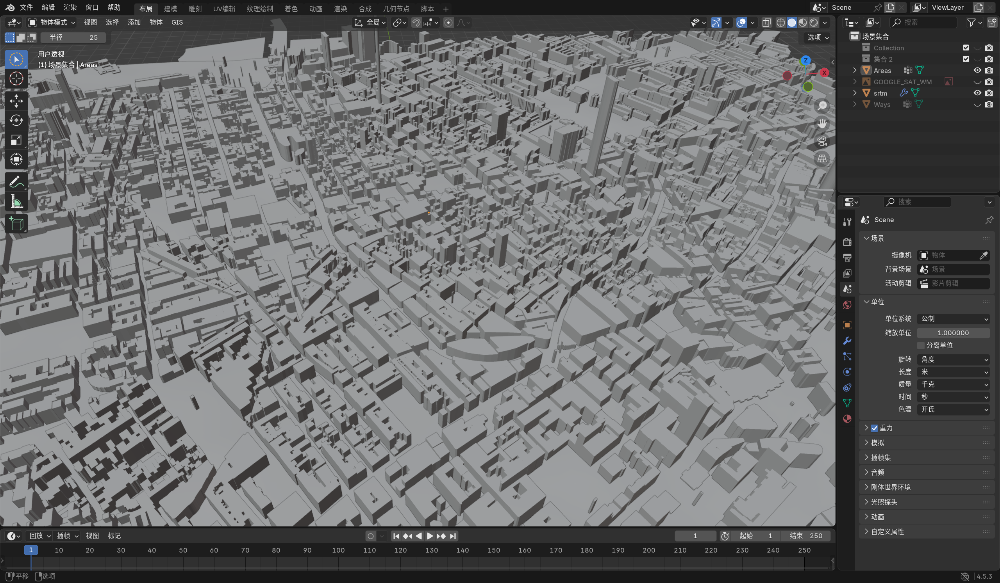 文件 编辑 渲染 窗口 帮助 布局 建模 雕刻 UV编辑 纹理绘制 着色 动画 渲染 合成 几何节点 脚本 Scene ViewLayer
物体模式 视图 选择 添加 物体 GIS 全局
半径 25 选项
用户透视
(1) 场景集合 | Areas
Z
X
搜索
场景集合
Collection
集合 2
Areas
GOOGLE_SAT_WM
srtm
Ways
搜索
Scene
场景
摄像机 物体
背景场景 场景
活动剪辑 影片剪辑
单位
单位系统 公制
缩放单位 1.000000
分离单位
旋转 角度
长度 米
质量 千克
时间 秒
色温 开氏
重力
模拟
插帧集
音频
刚体世界环境
光照探头
动画
自定义属性
回放 插帧 视图 标记 1 起始 1 结束 250
1 10 20 30 40 50 60 70 80 90 100 110 120 130 140 150 160 170 180 190 200 210 220 230 240 250
平移 选项 4.5.3